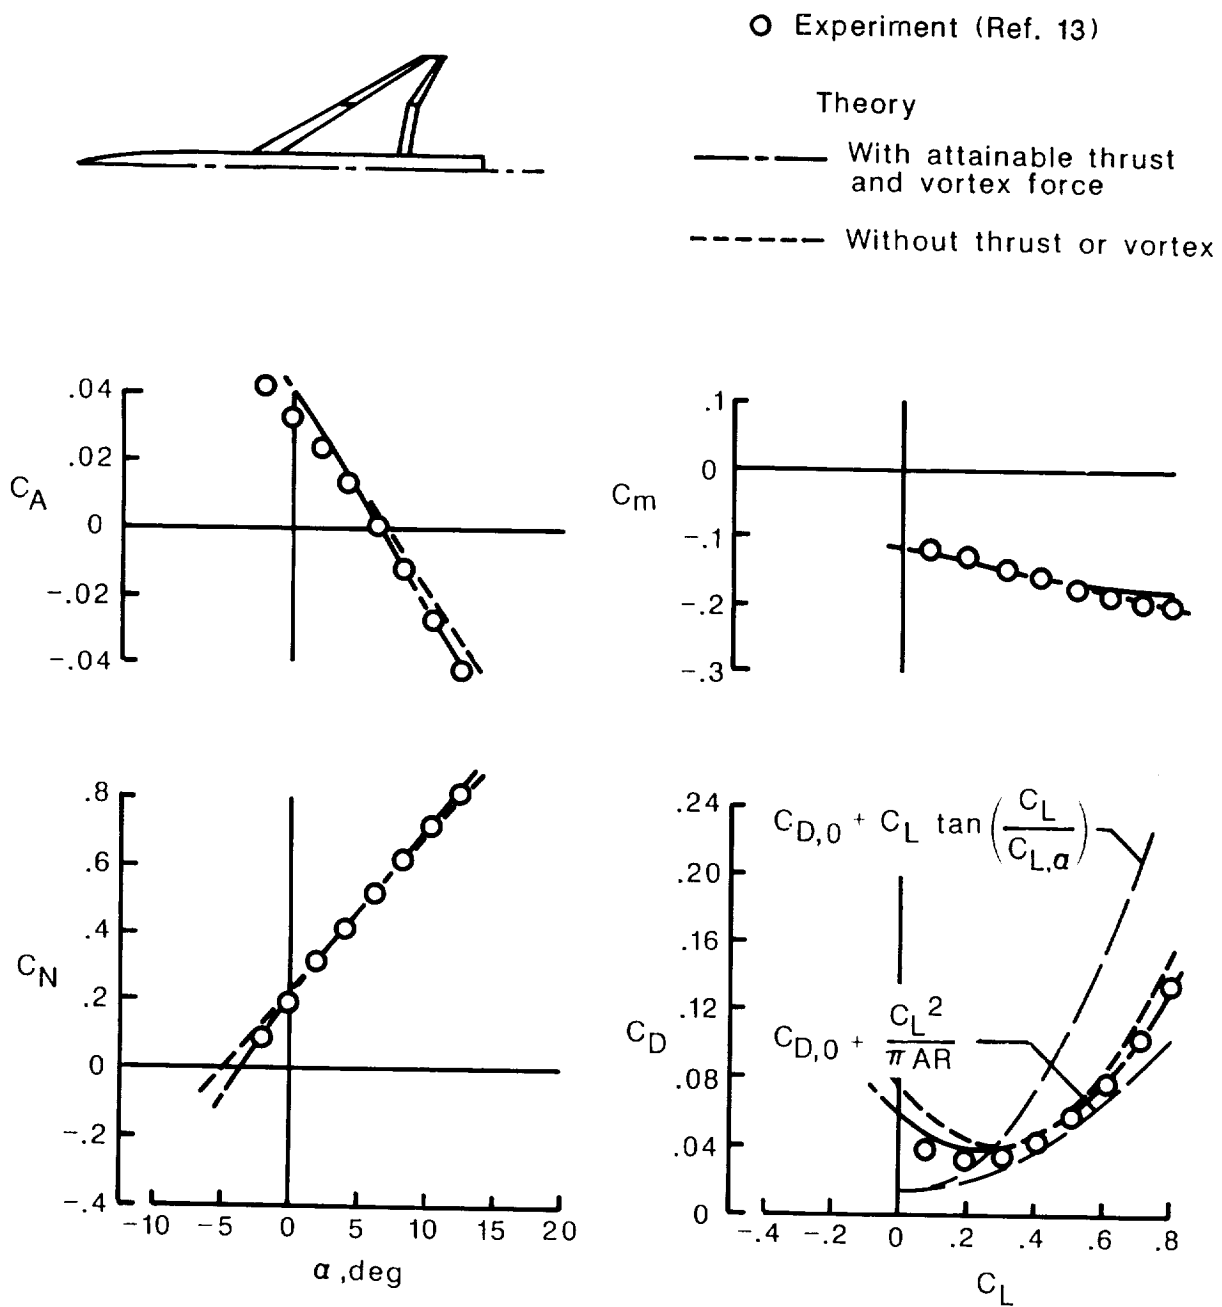 O Experiment (Ref. 13)
Theory
With attainable thrust
and vortex force
Without thrust or vortex
.04
.02
C_A
0
-.02
-.04
.1
0
C_m
-.1
-.2
-.3
.8
.6
.4
C_N
.2
0
-.2
-.4
-10 -5 0 5 10 15 20
α,deg
.24
C_D,0 + C_L tan(C_L/C_L,α)
.20
.16
.12
C_D
C_D,0 + C_L^2/πAR
.08
.04
0
-.4 -.2 0 .2 .4 .6 .8
C_L